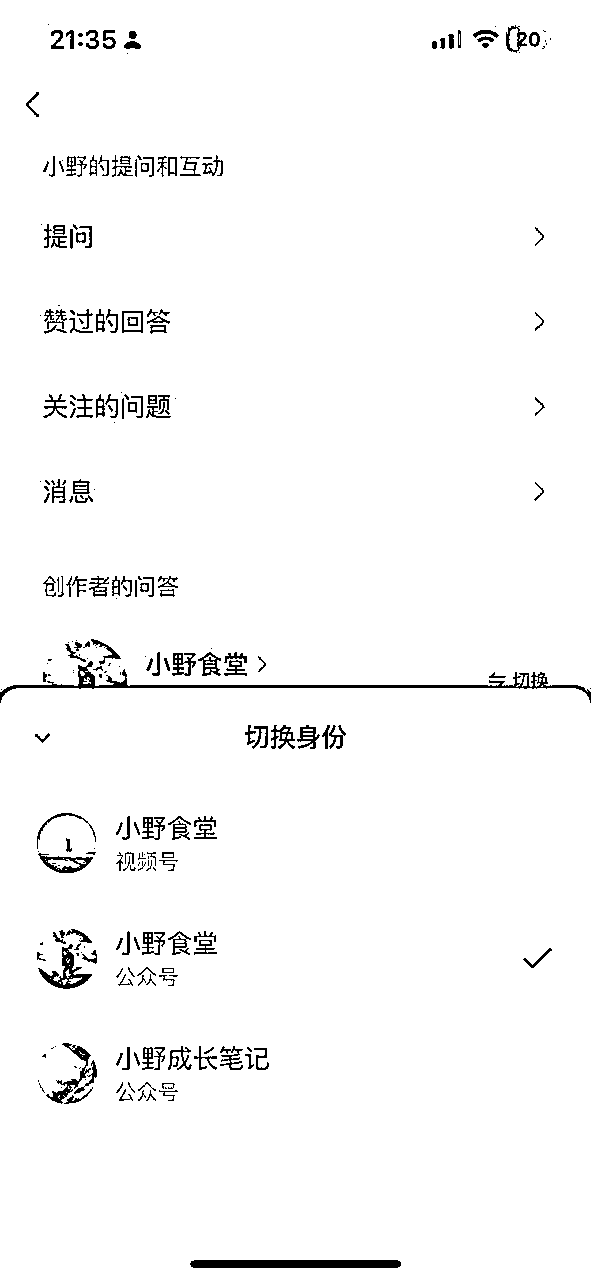 21:35
20
小野的提问和互动
提问
赞过的回答
关注的问题
消息
创作者的问答
小野食堂
切换
切换身份
小野食堂
视频号
小野食堂
公众号
小野成长笔记
公众号